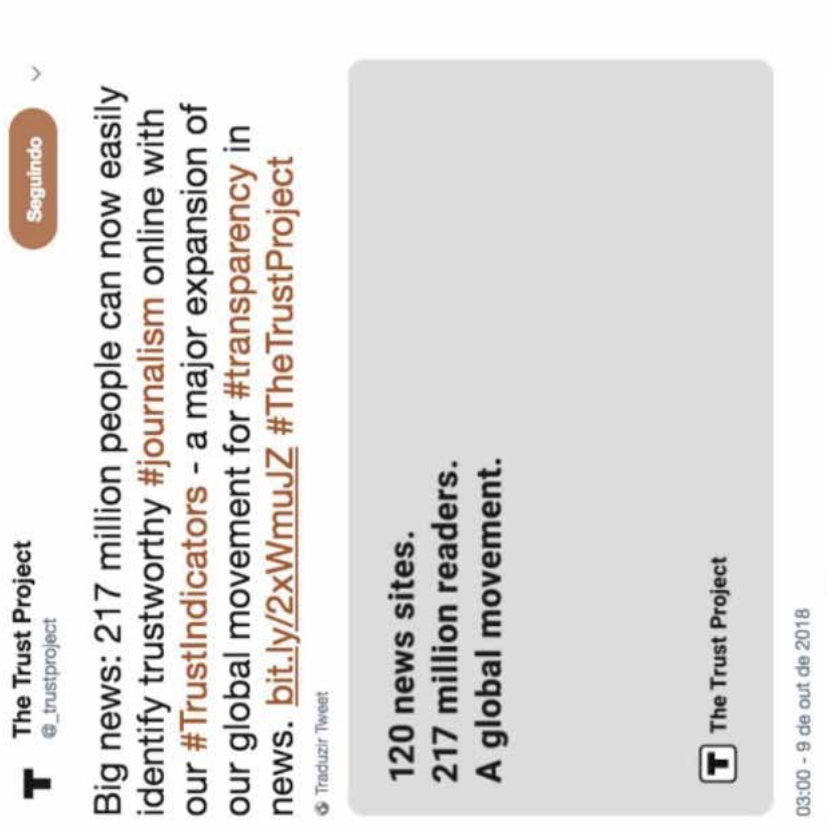 The Trust Project
@_trustproject
Seguindo
Big news: 217 million people can now easily
identify trustworthy #journalism online with
our #TrustIndicators - a major expansion of
our global movement for #transparency in
news. bit.ly/2xWmuJZ #TheTrustProject
Traduzir Tweet
120 news sites.
217 million readers.
A global movement.
The Trust Project
03:00 - 9 de out de 2018